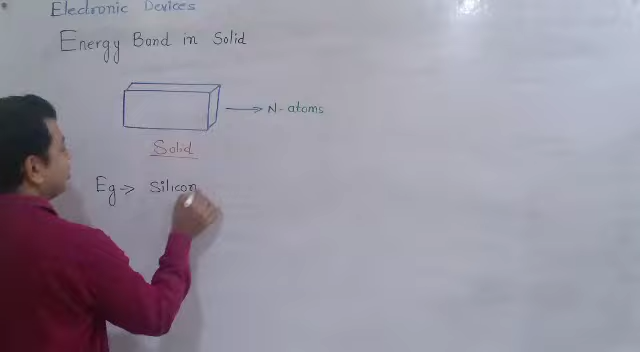 Electronic Devices
Energy Band in Solid
N-atoms
Solid
Eg → Silicon